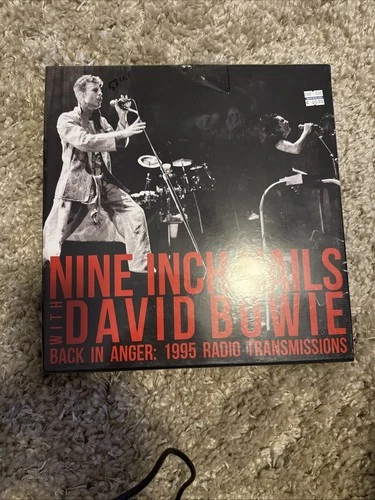 NINE INCH NAILS
WITH
DAVID BOWIE
BACK IN ANGER: 1995 RADIO TRANSMISSIONS